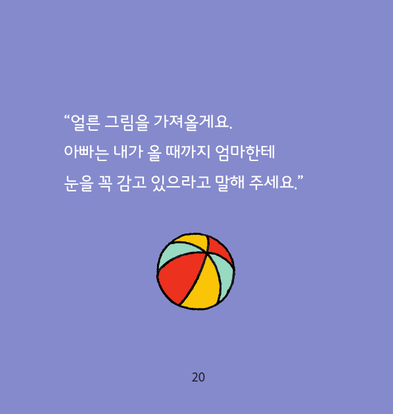 “얼른 그림을 가져올게요.
아빠는 내가 올 때까지 엄마한테
눈을 꼭 감고 있으라고 말해 주세요.”
20